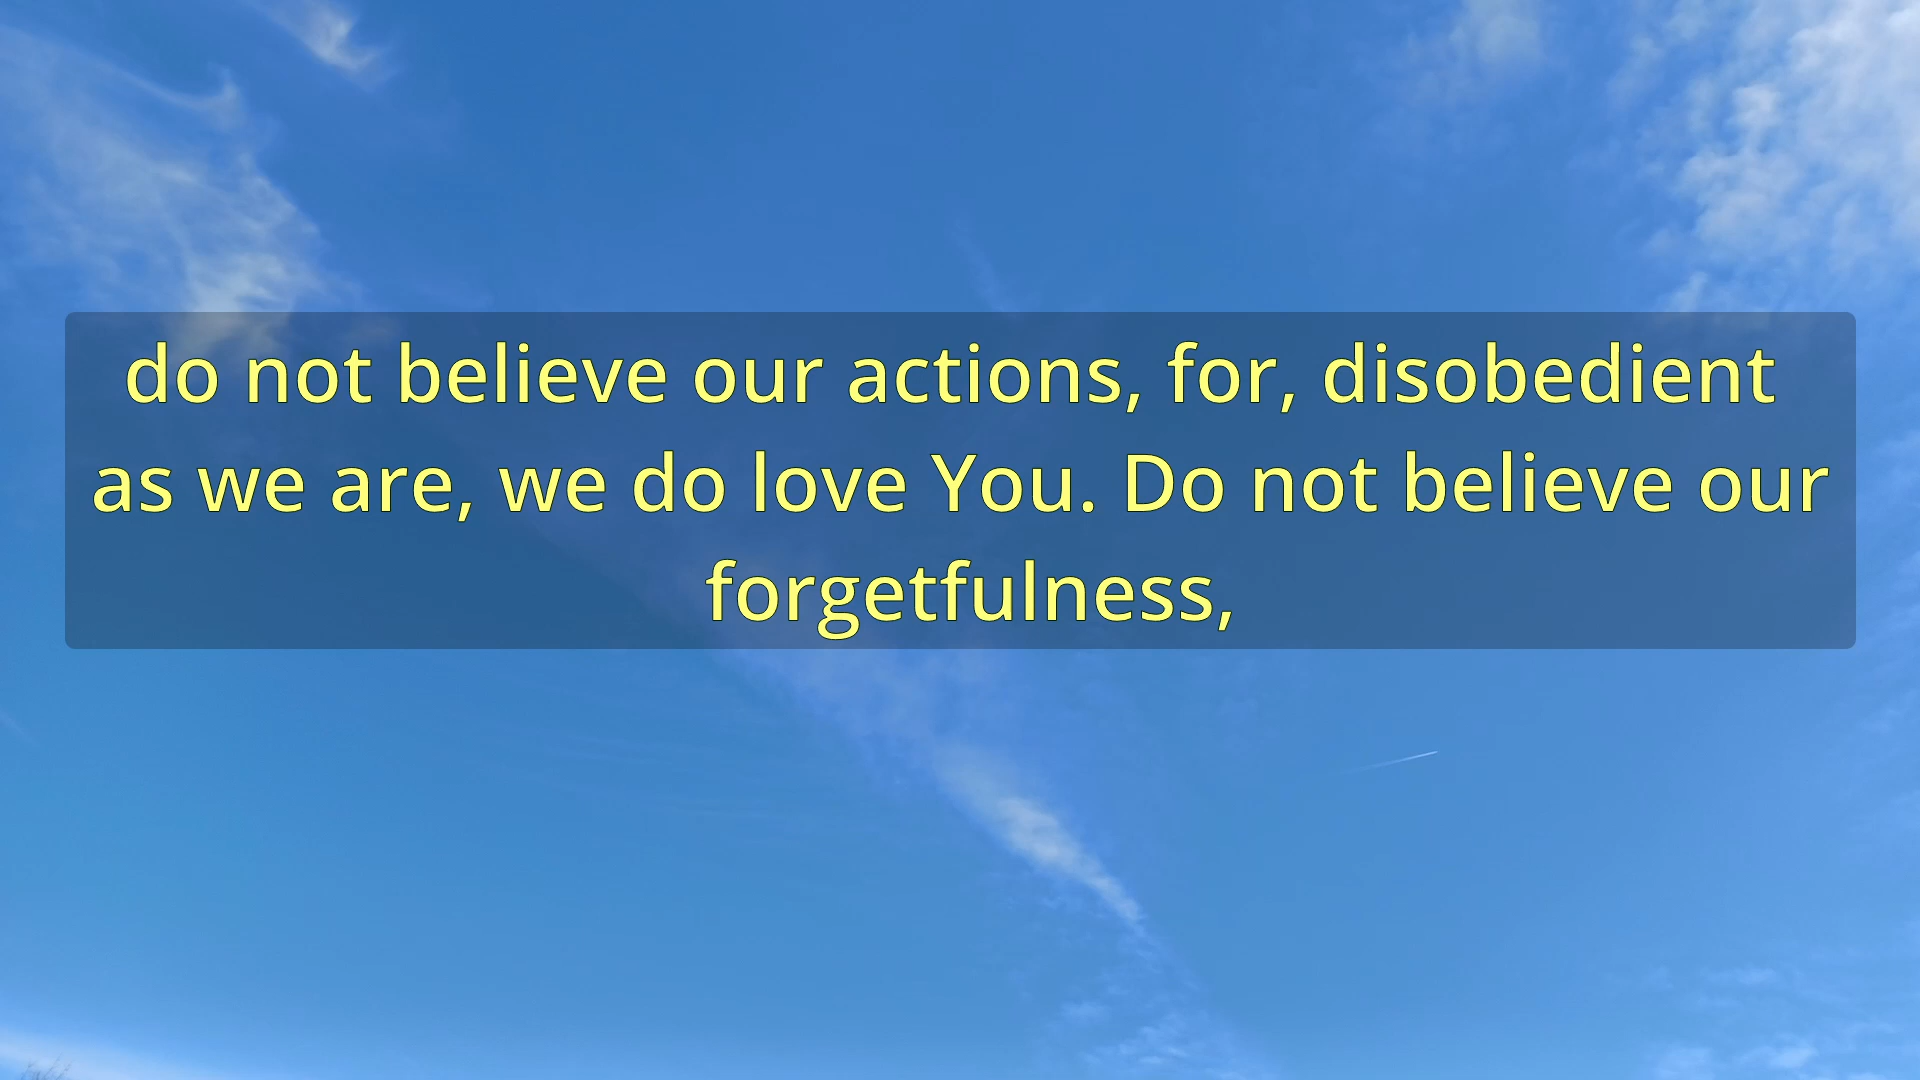 do not believe our actions, for, disobedient
as we are, we do love You. Do not believe our
forgetfulness,